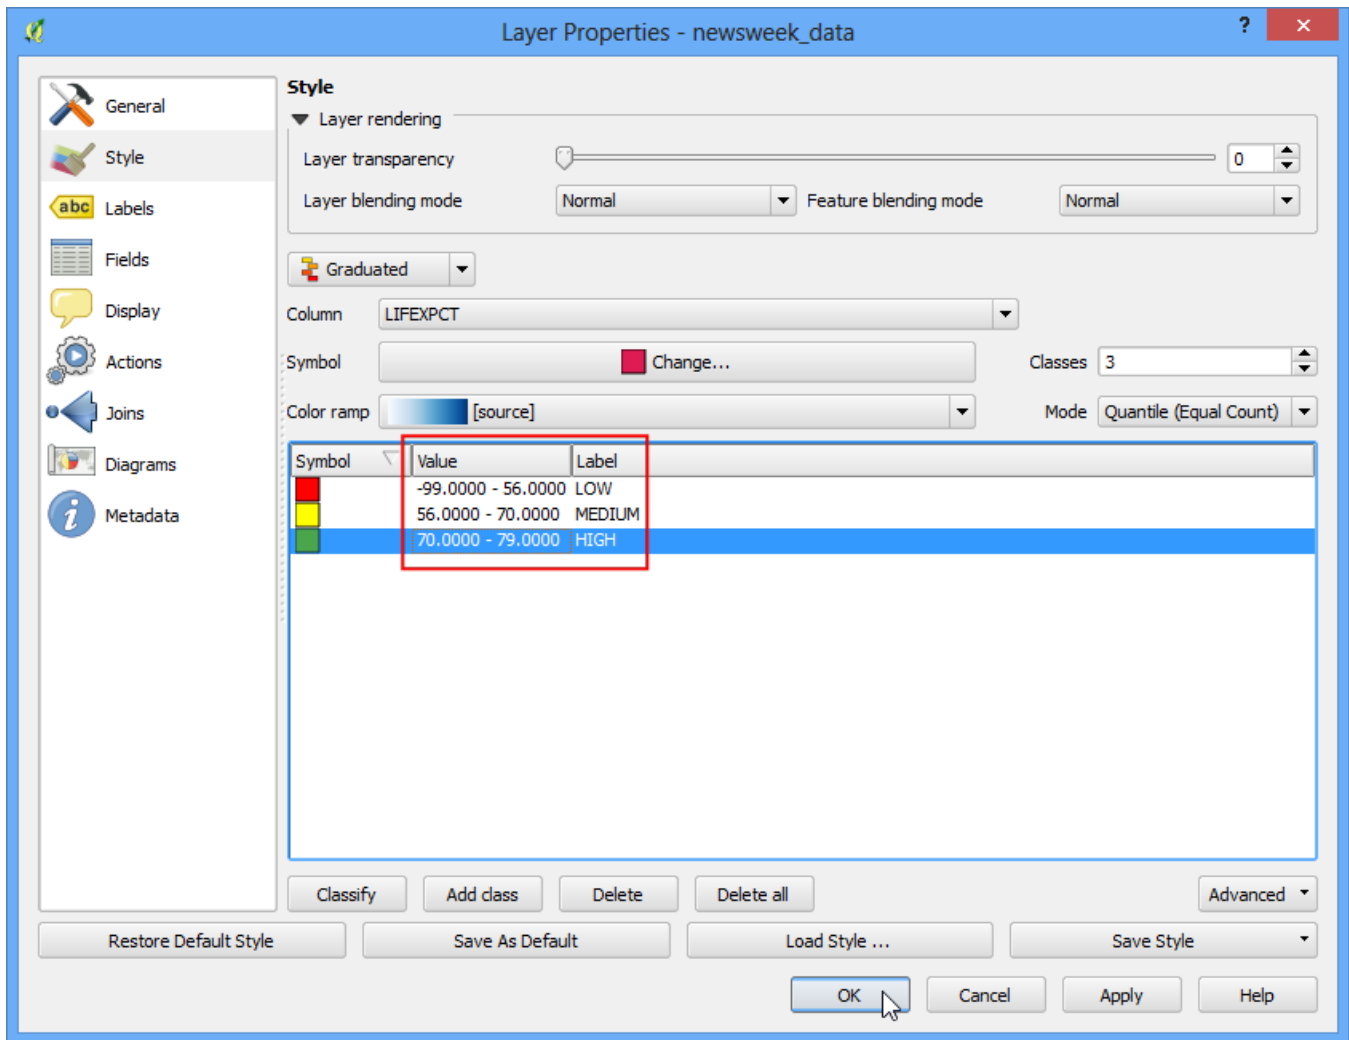 Layer Properties - newsweek_data
?
General
Style
abc Labels
Fields
Display
Actions
Joins
Diagrams
i Metadata
Style
Layer rendering
Layer transparency 0
Layer blending mode Normal Feature blending mode Normal
Graduated
Column LIFEXPCT
Symbol Change... Classes 3
Color ramp [source] Mode Quantile (Equal Count)
Symbol Value Label
-99.0000 - 56.0000 LOW
56.0000 - 70.0000 MEDIUM
70.0000 - 79.0000 HIGH
Classify Add class Delete Delete all Advanced
Restore Default Style Save As Default Load Style ... Save Style
OK Cancel Apply Help